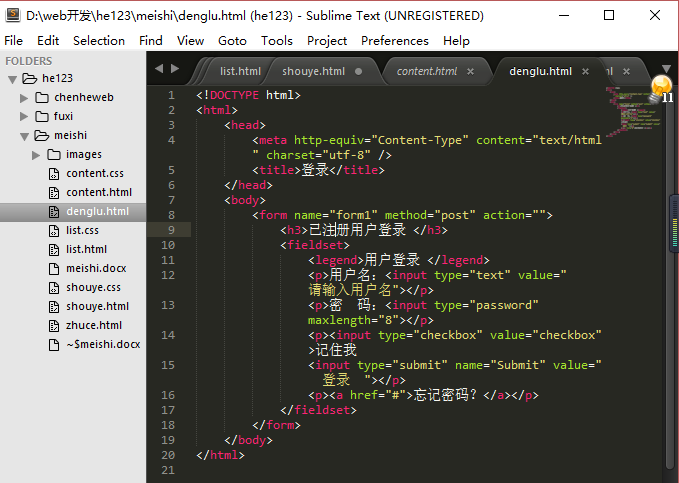 D:\web开发\he123\meishi\denglu.html (he123) - Sublime Text (UNREGISTERED)
File Edit Selection Find View Goto Tools Project Preferences Help
FOLDERS
he123
chenheweb
fuxi
meishi
images
content.css
content.html
denglu.html
list.css
list.html
meishi.docx
shouye.css
shouye.html
zhuce.html
~$meishi.docx
list.html shouye.html content.html denglu.html
1 <!DOCTYPE html>
2 <html>
3 <head>
4 <meta http-equiv="Content-Type" content="text/html
" charset="utf-8" />
5 <title>登录</title>
6 </head>
7 <body>
8 <form name="form1" method="post" action="">
9 <h3>已注册用户登录 </h3>
10 <fieldset>
11 <legend>用户登录 </legend>
12 <p>用户名：<input type="text" value="
请输入用户名"></p>
13 <p>密  码：<input type="password"
maxlength="8"></p>
14 <p><input type="checkbox" value="checkbox"
>记住我
15 <input type="submit" name="Submit" value="
登录  "></p>
16 <p><a href="#">忘记密码？</a></p>
17 </fieldset>
18 </form>
19 </body>
20 </html>
21